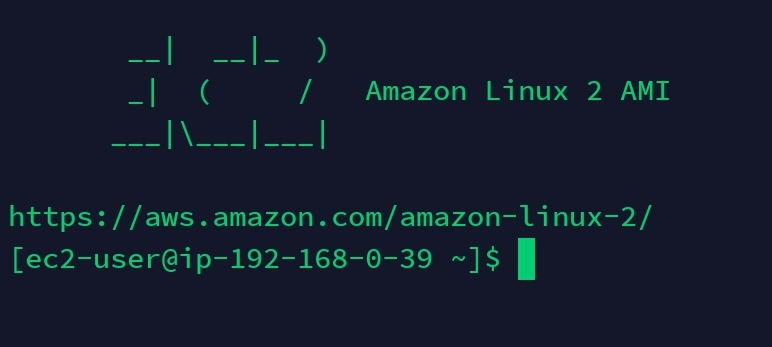 __|  __|_  )
_|  (     /   Amazon Linux 2 AMI
___|\___|___|
https://aws.amazon.com/amazon-linux-2/
[ec2-user@ip-192-168-0-39 ~]$